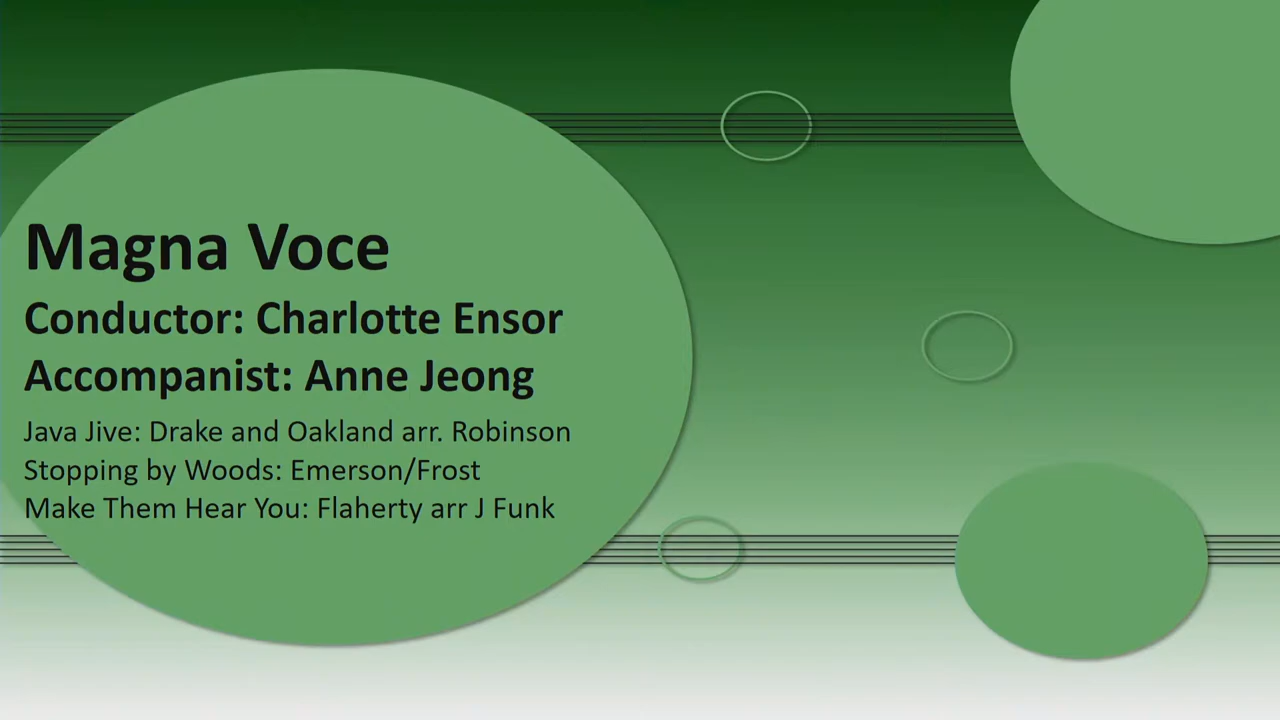 Magna Voce
Conductor: Charlotte Ensor
Accompanist: Anne Jeong
Java Jive: Drake and Oakland arr. Robinson
Stopping by Woods: Emerson/Frost
Make Them Hear You: Flaherty arr J Funk